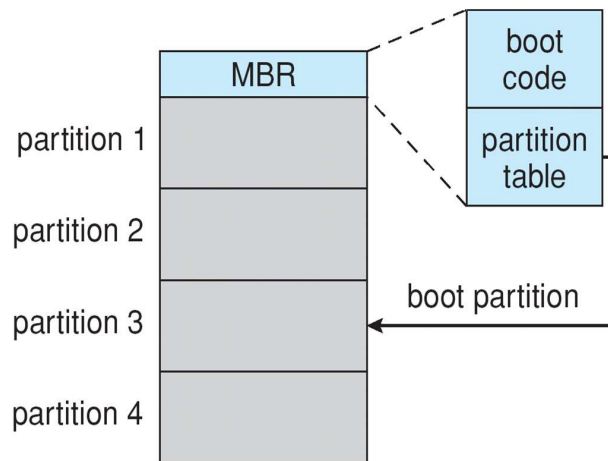 MBR
boot
code
partition 1
partition
table
partition 2
boot partition
partition 3
partition 4